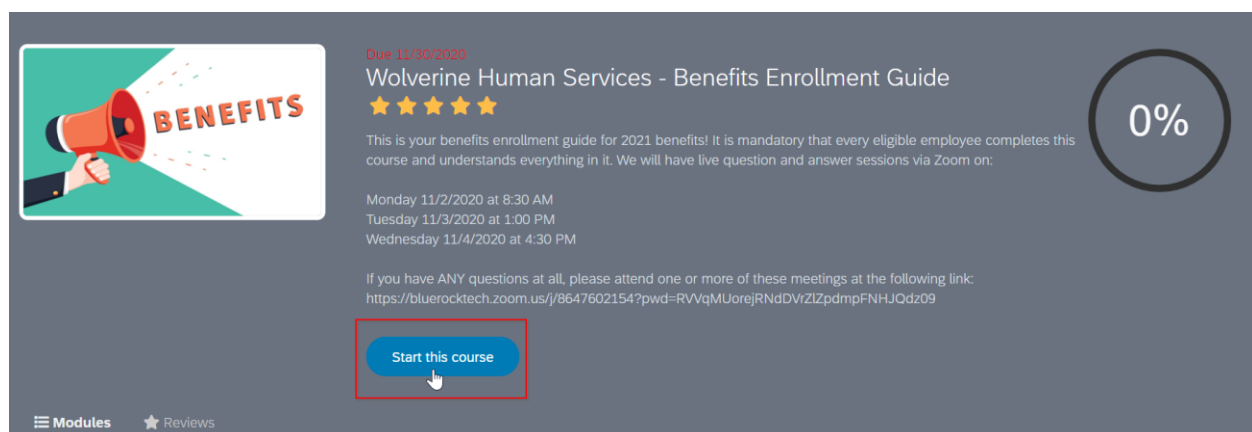 BENEFITS
Due 11/30/2020
Wolverine Human Services - Benefits Enrollment Guide
This is your benefits enrollment guide for 2021 benefits! It is mandatory that every eligible employee completes this
course and understands everything in it. We will have live question and answer sessions via Zoom on:
Monday 11/2/2020 at 8:30 AM
Tuesday 11/3/2020 at 1:00 PM
Wednesday 11/4/2020 at 4:30 PM
If you have ANY questions at all, please attend one or more of these meetings at the following link:
https://bluerocktech.zoom.us/j/8647602154?pwd=RVVqMUorejRNdDVrZlZpdmpFNHJQdz09
0%
Start this course
Modules
Reviews